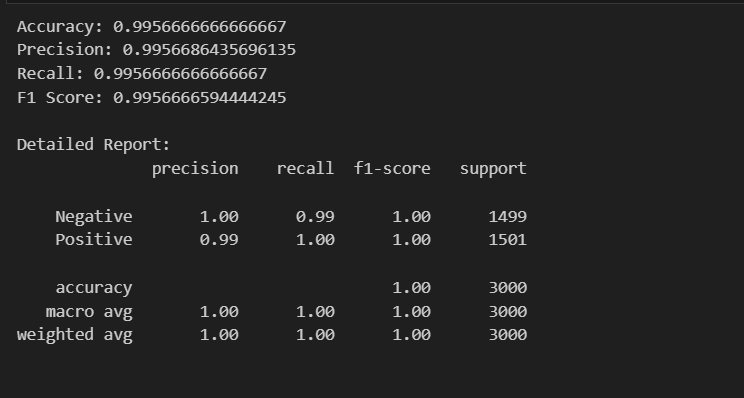 Accuracy: 0.9956666666666667
Precision: 0.9956686435696135
Recall: 0.9956666666666667
F1 Score: 0.9956666594444245
Detailed Report:
precision recall f1-score support
Negative 1.00 0.99 1.00 1499
Positive 0.99 1.00 1.00 1501
accuracy 1.00 3000
macro avg 1.00 1.00 1.00 3000
weighted avg 1.00 1.00 1.00 3000